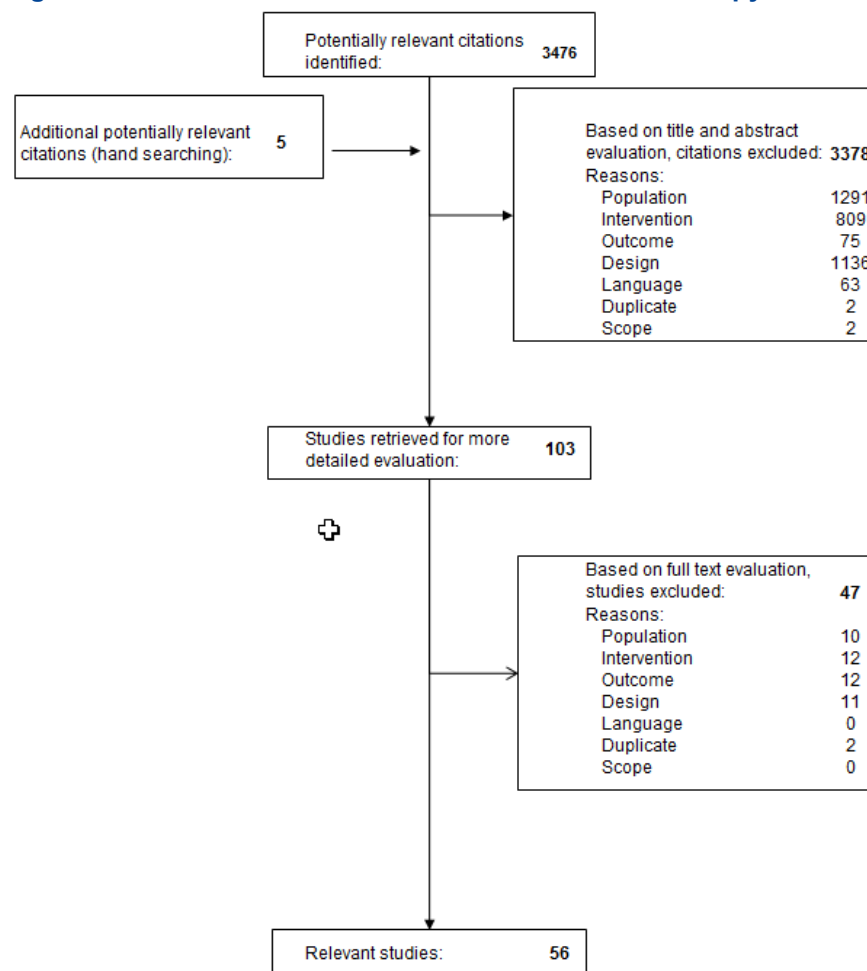 Potentially relevant citations
identified: 3476
Additional potentially relevant
citations (hand searching): 5
Based on title and abstract
evaluation, citations excluded: 3378
Reasons:
Population 1291
Intervention 809
Outcome 75
Design 1136
Language 63
Duplicate 2
Scope 2
Studies retrieved for more
detailed evaluation: 103
Based on full text evaluation,
studies excluded: 47
Reasons:
Population 10
Intervention 12
Outcome 12
Design 11
Language 0
Duplicate 2
Scope 0
Relevant studies: 56